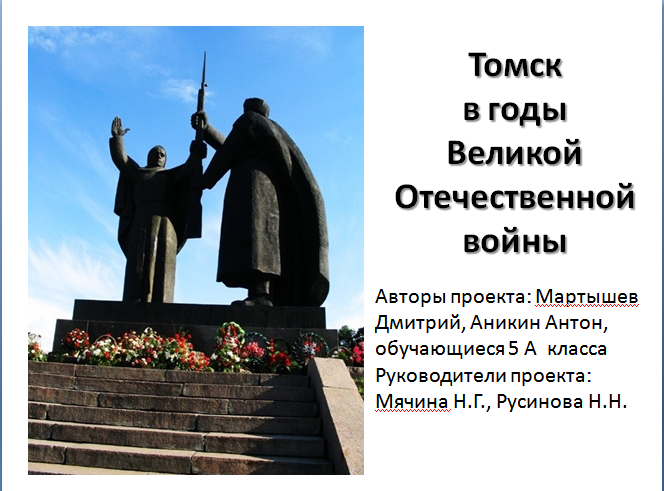 Томск
в годы
Великой
Отечественной
войны
Авторы проекта: Мартышев
Дмитрий, Аникин Антон,
обучающиеся 5 А класса
Руководители проекта:
Мячина Н.Г., Русинова Н.Н.